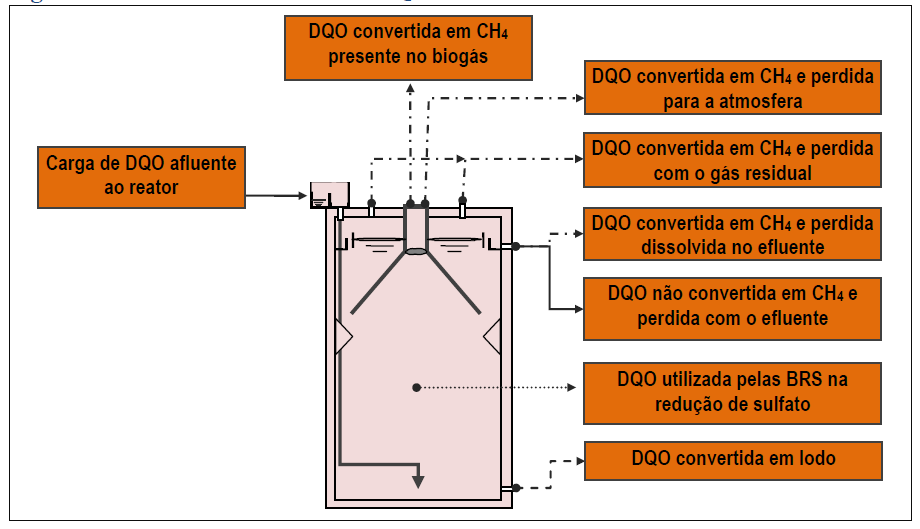 DQO convertida em CH₄
presente no biogás
DQO convertida em CH₄ e perdida
para a atmosfera
Carga de DQO afluente
ao reator
DQO convertida em CH₄ e perdida
com o gás residual
DQO convertida em CH₄ e perdida
dissolvida no efluente
DQO não convertida em CH₄ e
perdida com o efluente
DQO utilizada pelas BRS na
redução de sulfato
DQO convertida em lodo